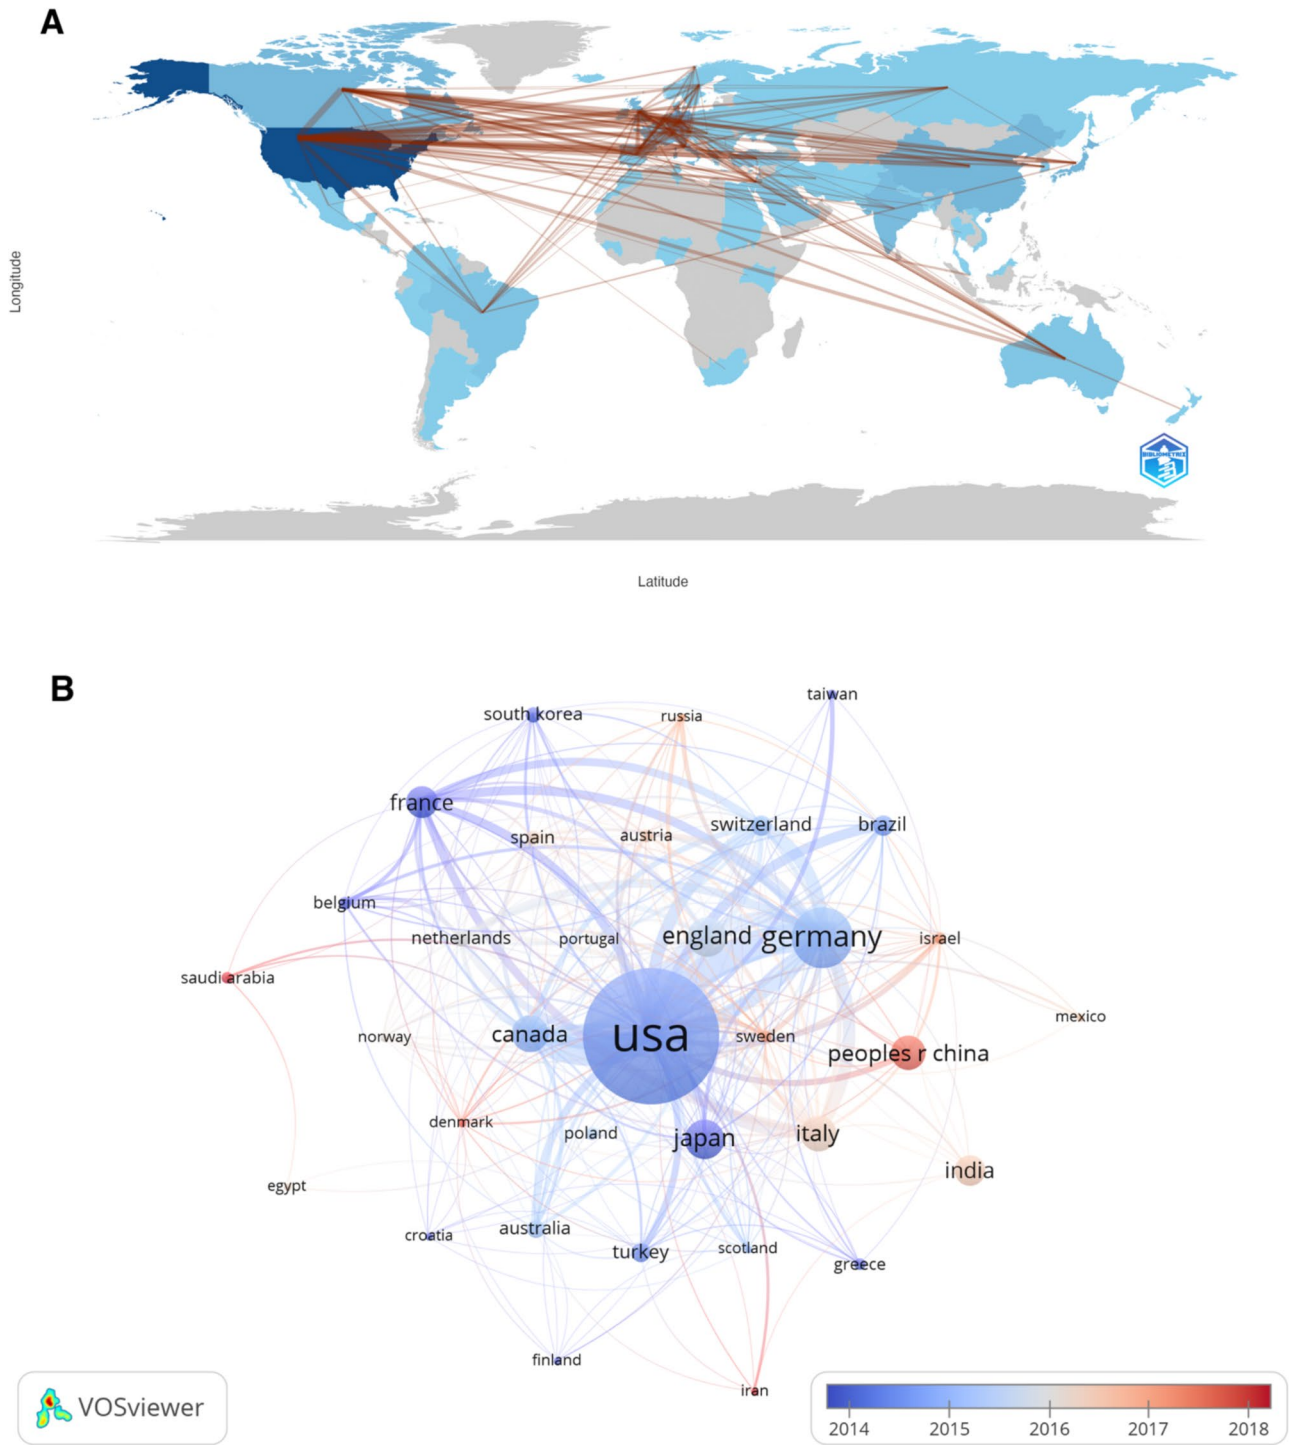 A
Longitude
BIBLIOMETRIX
Latitude
B
taiwan
south korea
russia
france
switzerland
brazil
spain
austria
belgium
netherlands
portugal
england
germany
israel
saudi arabia
mexico
norway
canada
usa
sweden
peoples r china
denmark
poland
japan
italy
india
egypt
croatia
australia
turkey
scotland
greece
finland
iran
VOSviewer
2014 2015 2016 2017 2018